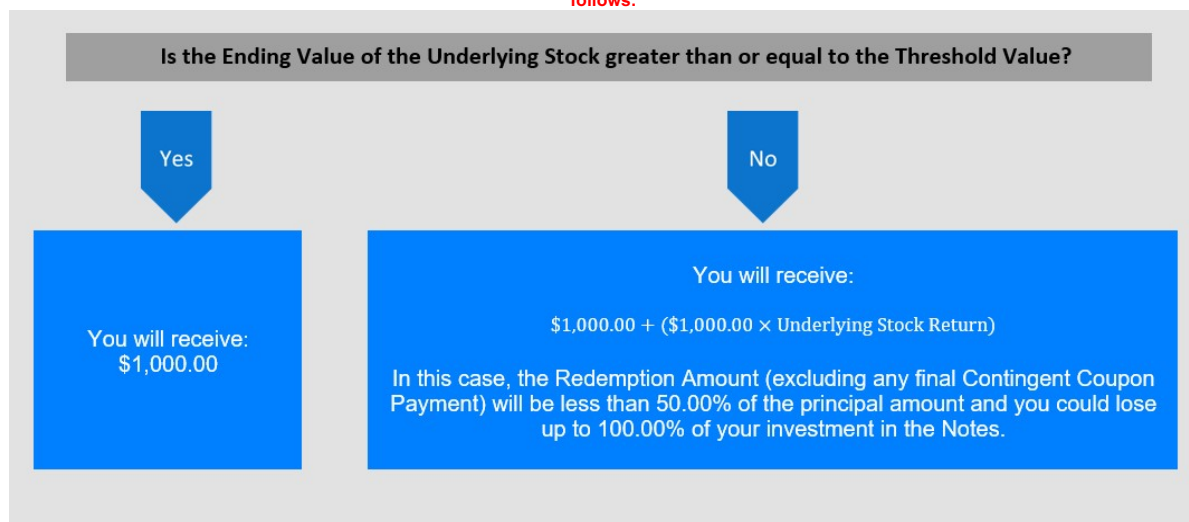 follows:
Is the Ending Value of the Underlying Stock greater than or equal to the Threshold Value?
Yes
No
You will receive:
$1,000.00
You will receive:
$1,000.00 + ($1,000.00 × Underlying Stock Return)
In this case, the Redemption Amount (excluding any final Contingent Coupon
Payment) will be less than 50.00% of the principal amount and you could lose
up to 100.00% of your investment in the Notes.